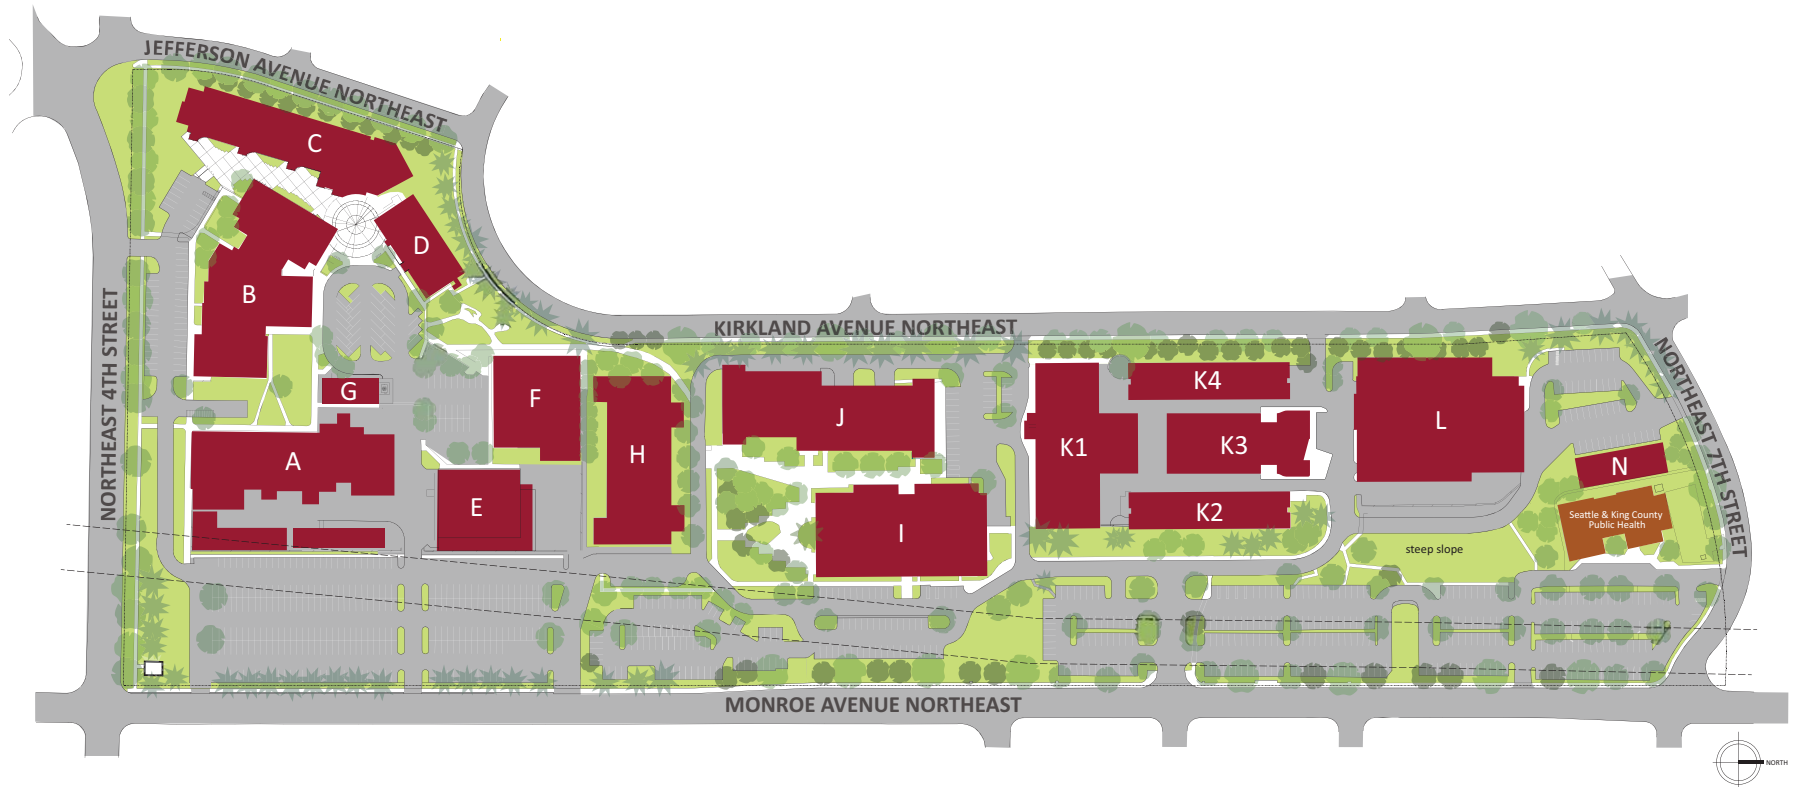 JEFFERSON AVENUE NORTHEAST
C
D
B
NORTHEAST 4TH STREET
KIRKLAND AVENUE NORTHEAST
NORTHEAST 7TH STREET
G
F
H
J
K4
K1
K3
L
N
A
E
I
K2
Seattle & King County
Public Health
steep slope
MONROE AVENUE NORTHEAST
NORTH